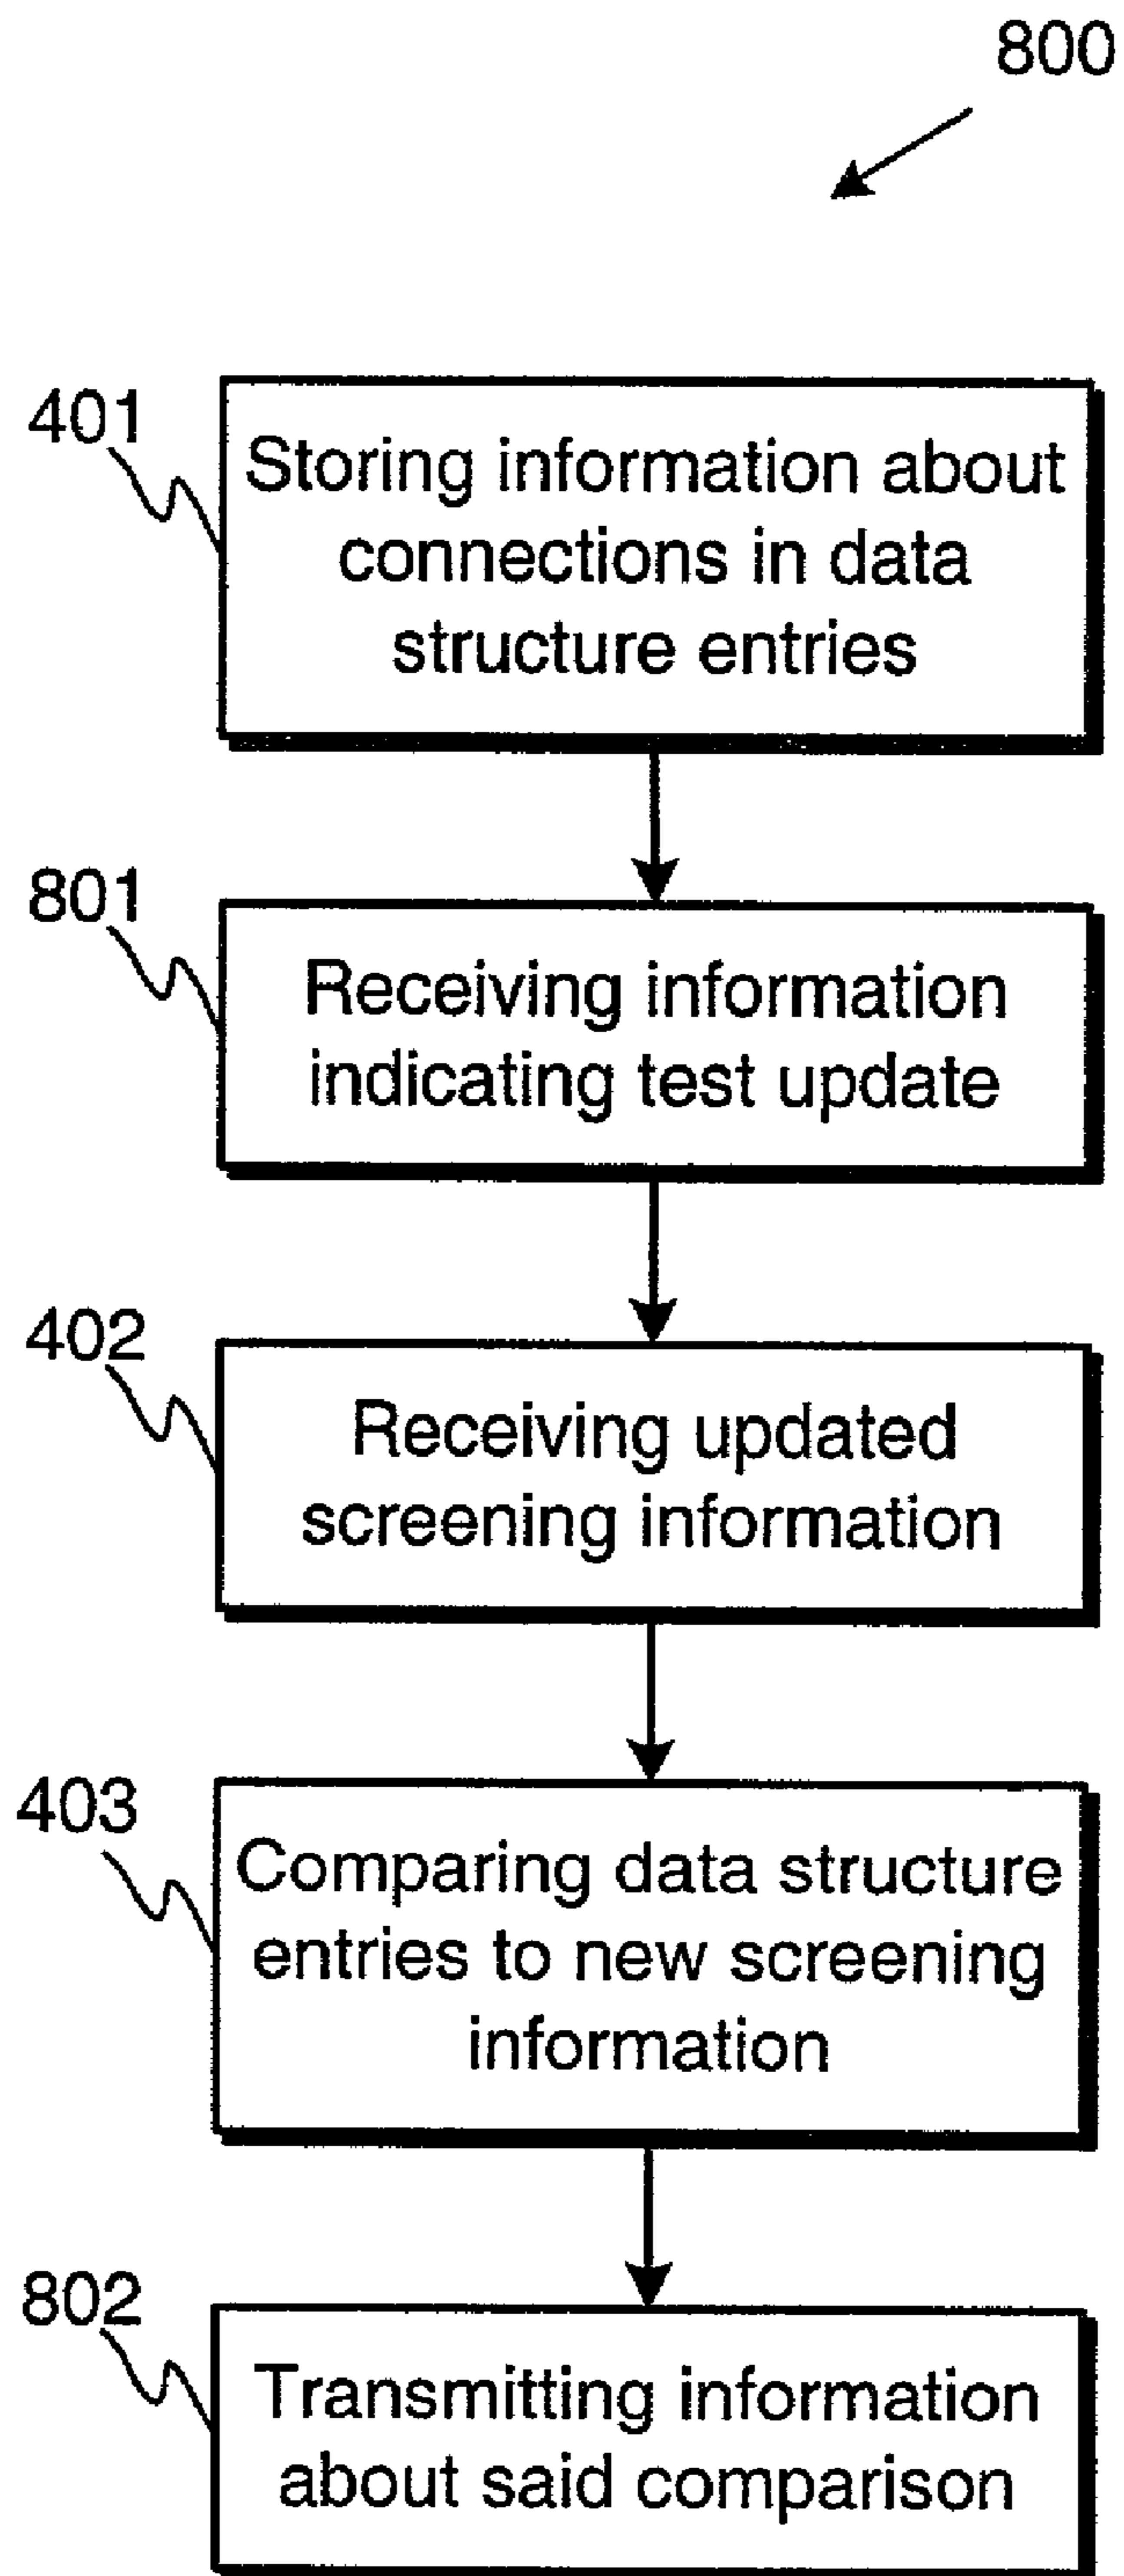 800
401
Storing information about
connections in data
structure entries
801
Receiving information
indicating test update
402
Receiving updated
screening information
403
Comparing data structure
entries to new screening
information
802
Transmitting information
about said comparison